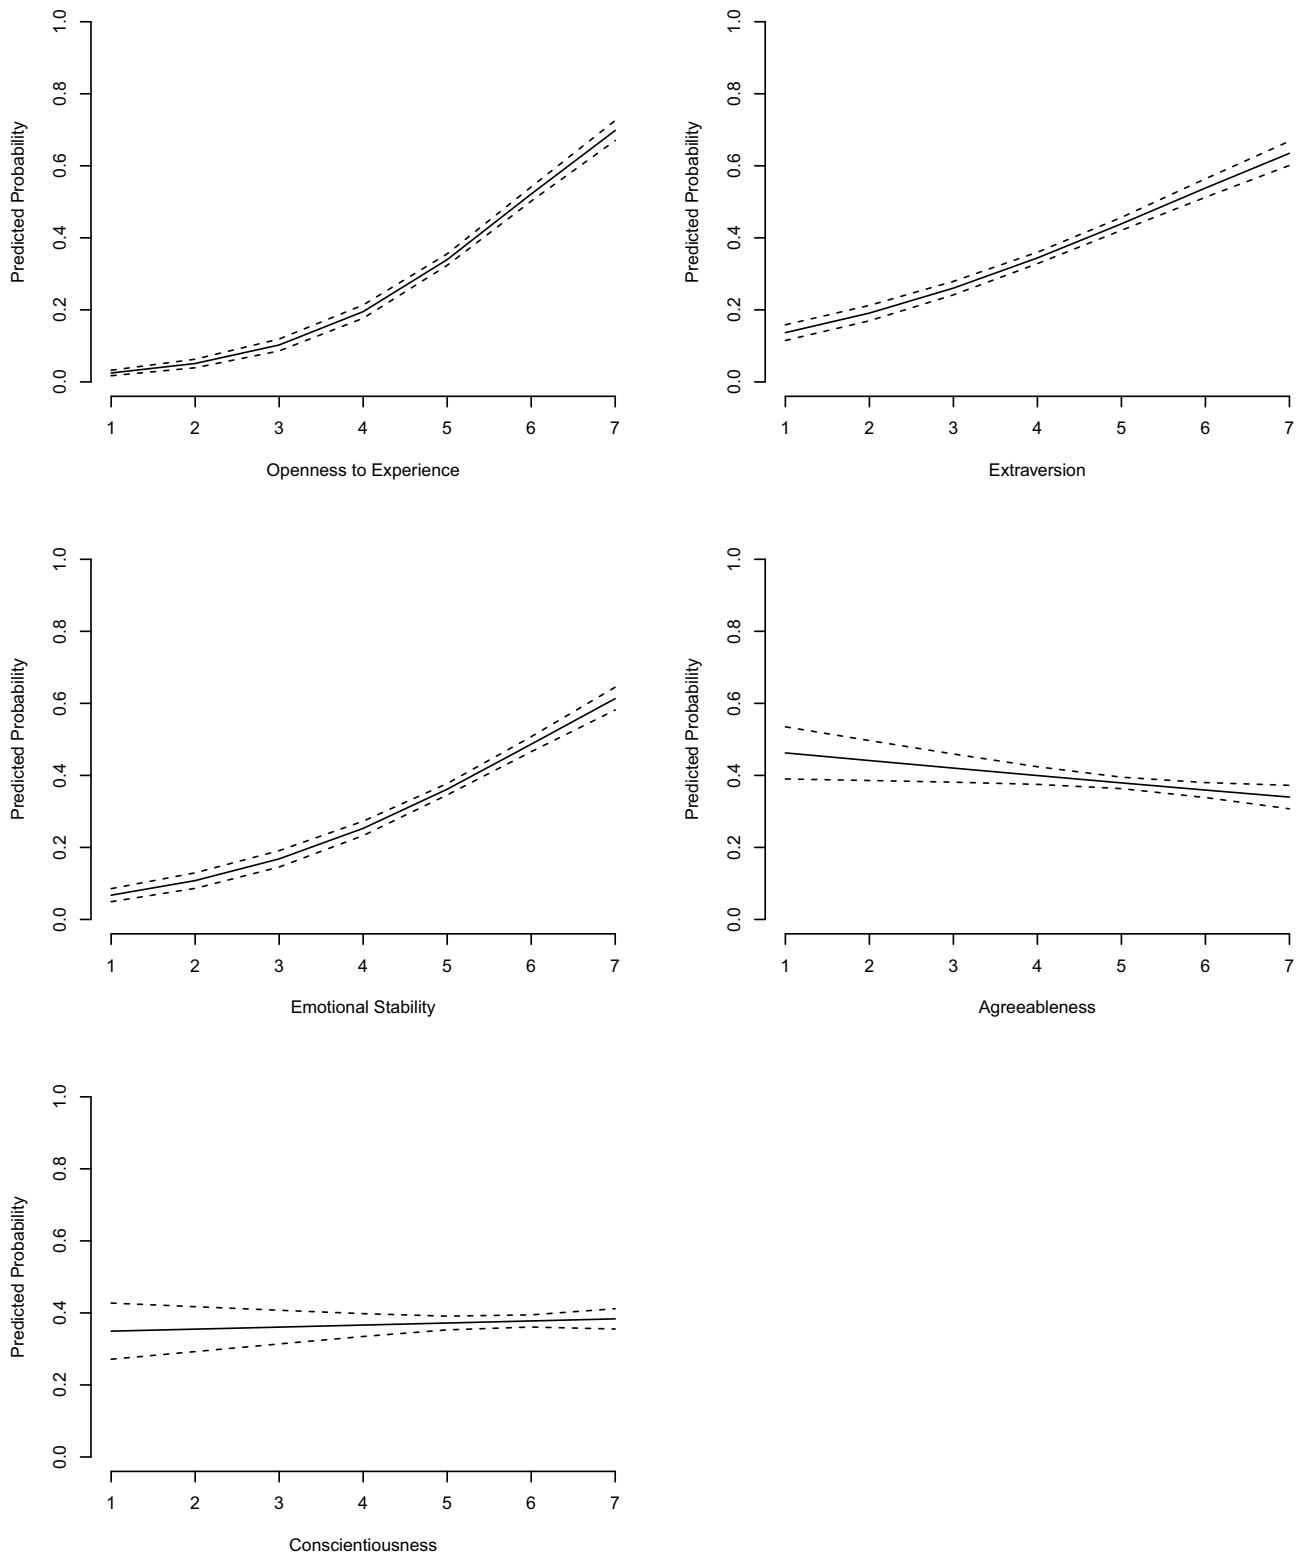 Predicted Probability
0.0 0.2 0.4 0.6 0.8 1.0
1 2 3 4 5 6 7
Openness to Experience
Predicted Probability
0.0 0.2 0.4 0.6 0.8 1.0
1 2 3 4 5 6 7
Extraversion
Predicted Probability
0.0 0.2 0.4 0.6 0.8 1.0
1 2 3 4 5 6 7
Emotional Stability
Predicted Probability
0.0 0.2 0.4 0.6 0.8 1.0
1 2 3 4 5 6 7
Agreeableness
Predicted Probability
0.0 0.2 0.4 0.6 0.8 1.0
1 2 3 4 5 6 7
Conscientiousness